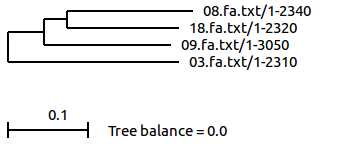 08.fa.txt/1-2340
18.fa.txt/1-2320
09.fa.txt/1-3050
03.fa.txt/1-2310
0.1
Tree balance = 0.0